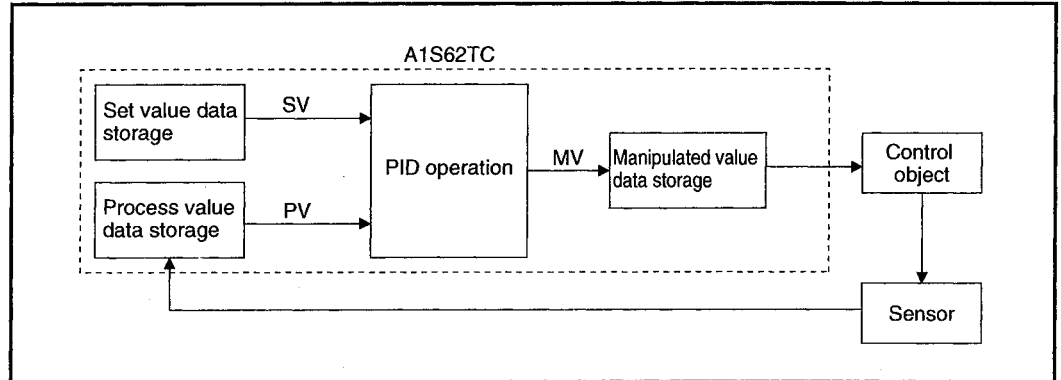 A1S62TC
Set value data
storage
SV
PID operation
MV
Manipulated value
data storage
Control
object
Process value
data storage
PV
Sensor